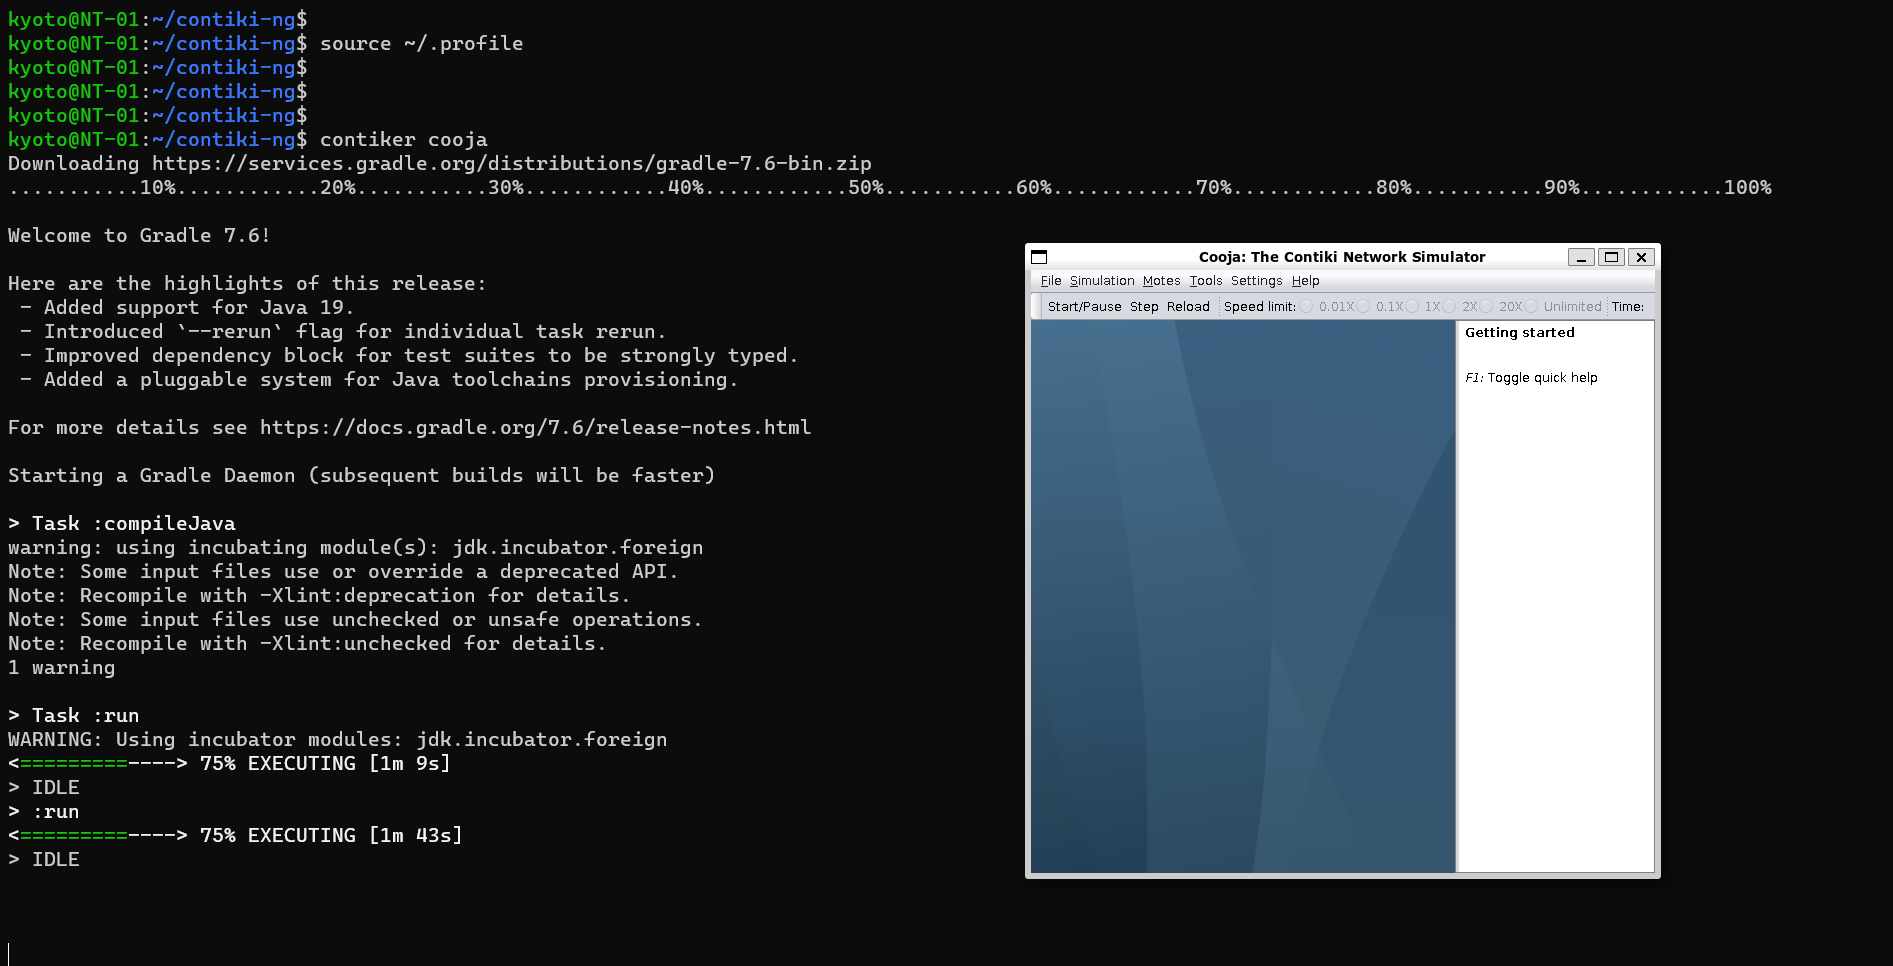 kyoto@NT-01:~/contiki-ng$
kyoto@NT-01:~/contiki-ng$ source ~/.profile
kyoto@NT-01:~/contiki-ng$
kyoto@NT-01:~/contiki-ng$
kyoto@NT-01:~/contiki-ng$
kyoto@NT-01:~/contiki-ng$ contiker cooja
Downloading https://services.gradle.org/distributions/gradle-7.6-bin.zip
...........10%............20%...........30%............40%............50%...........60%............70%............80%...........90%............100%
Welcome to Gradle 7.6!
Here are the highlights of this release:
 - Added support for Java 19.
 - Introduced `--rerun` flag for individual task rerun.
 - Improved dependency block for test suites to be strongly typed.
 - Added a pluggable system for Java toolchains provisioning.
For more details see https://docs.gradle.org/7.6/release-notes.html
Starting a Gradle Daemon (subsequent builds will be faster)
> Task :compileJava
warning: using incubating module(s): jdk.incubator.foreign
Note: Some input files use or override a deprecated API.
Note: Recompile with -Xlint:deprecation for details.
Note: Some input files use unchecked or unsafe operations.
Note: Recompile with -Xlint:unchecked for details.
1 warning
> Task :run
WARNING: Using incubator modules: jdk.incubator.foreign
<=========----> 75% EXECUTING [1m 9s]
> IDLE
> :run
<=========----> 75% EXECUTING [1m 43s]
> IDLE
Cooja: The Contiki Network Simulator
File Simulation Motes Tools Settings Help
Start/Pause Step Reload Speed limit: 0.01X 0.1X 1X 2X 20X Unlimited Time:
Getting started
F1: Toggle quick help